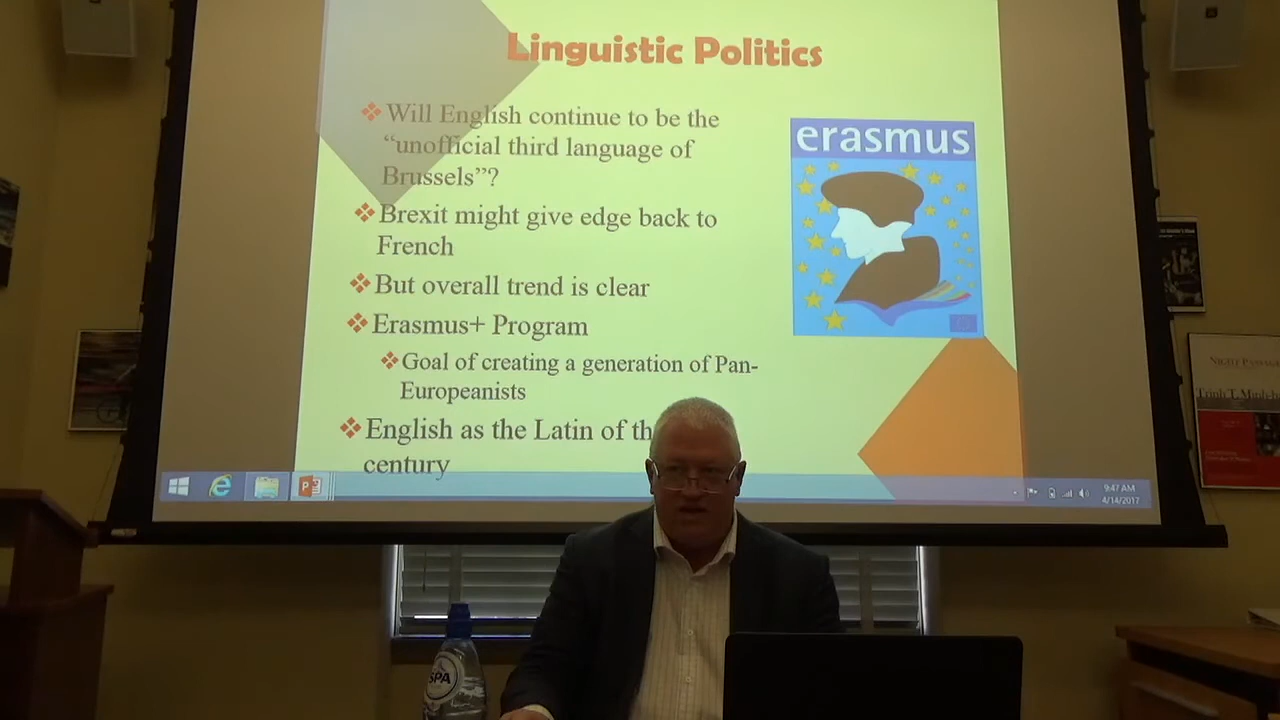 Linguistic Politics
Will English continue to be the
“unofficial third language of
Brussels”?
Brexit might give edge back to
French
But overall trend is clear
Erasmus+ Program
Goal of creating a generation of Pan-
Europeanists
English as the Latin of th
century
erasmus
9:47 AM
4/14/2017
SPA